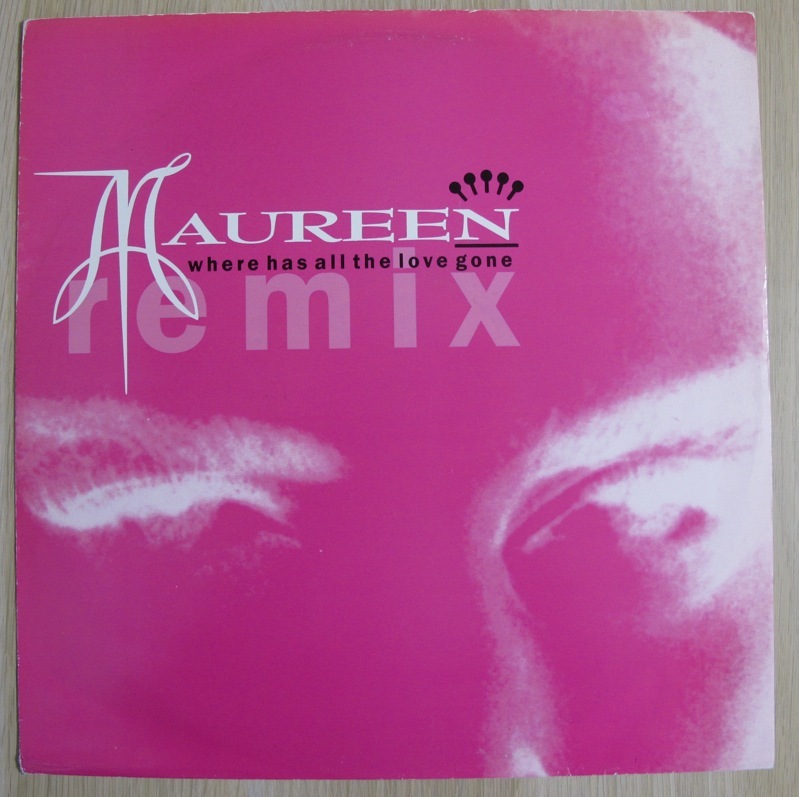 MAUREEN
where has all the love gone
remix